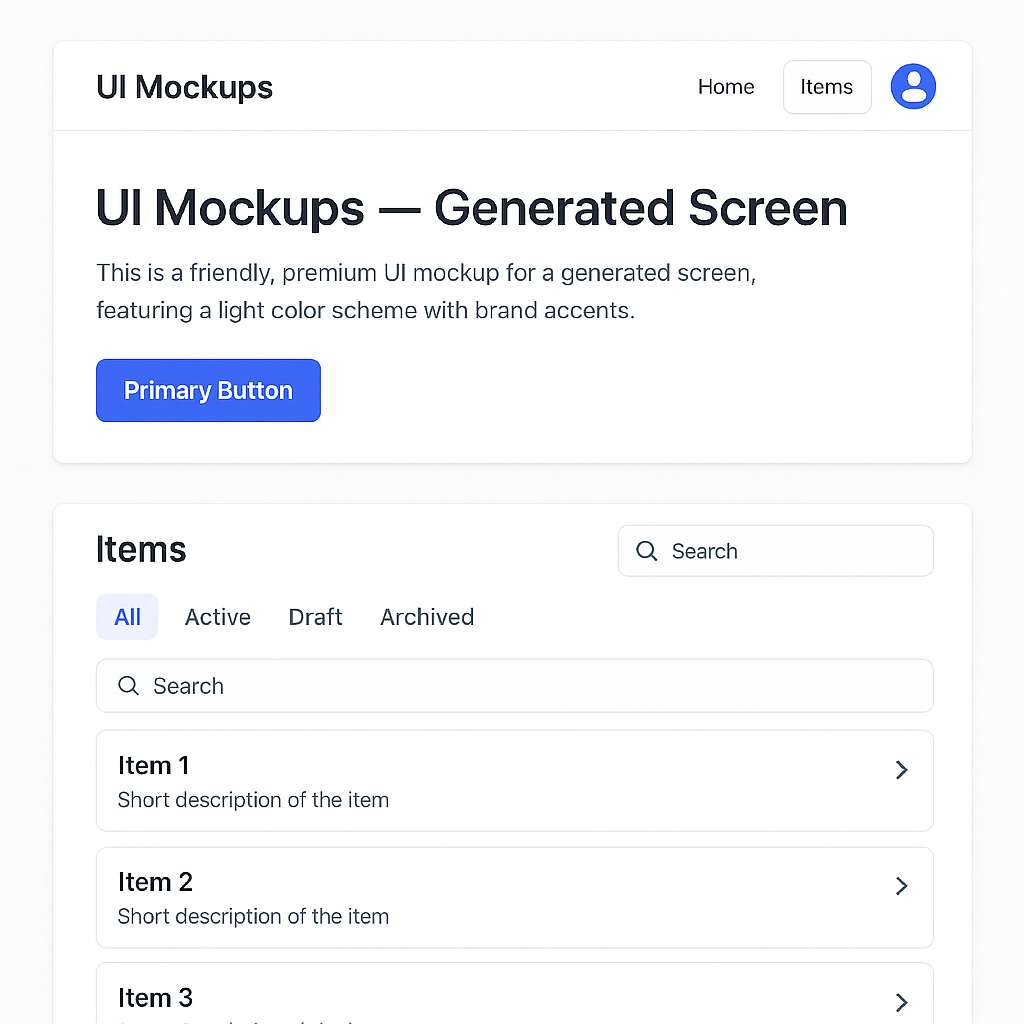 UI Mockups
Home
Items
UI Mockups — Generated Screen
This is a friendly, premium UI mockup for a generated screen,
featuring a light color scheme with brand accents.
Primary Button
Items
Search
All
Active
Draft
Archived
Search
Item 1
Short description of the item
Item 2
Short description of the item
Item 3